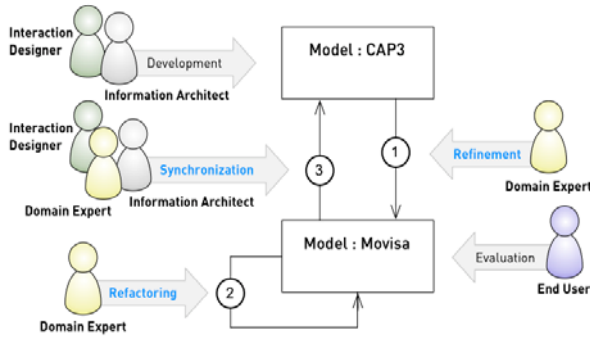 Interaction
Designer
Development
Information Architect
Model : CAP3
Interaction
Designer
Synchronization
Domain Expert
Information Architect
3
1
Refinement
Domain Expert
Model : Movisa
Evaluation
End User
Refactoring
2
Domain Expert